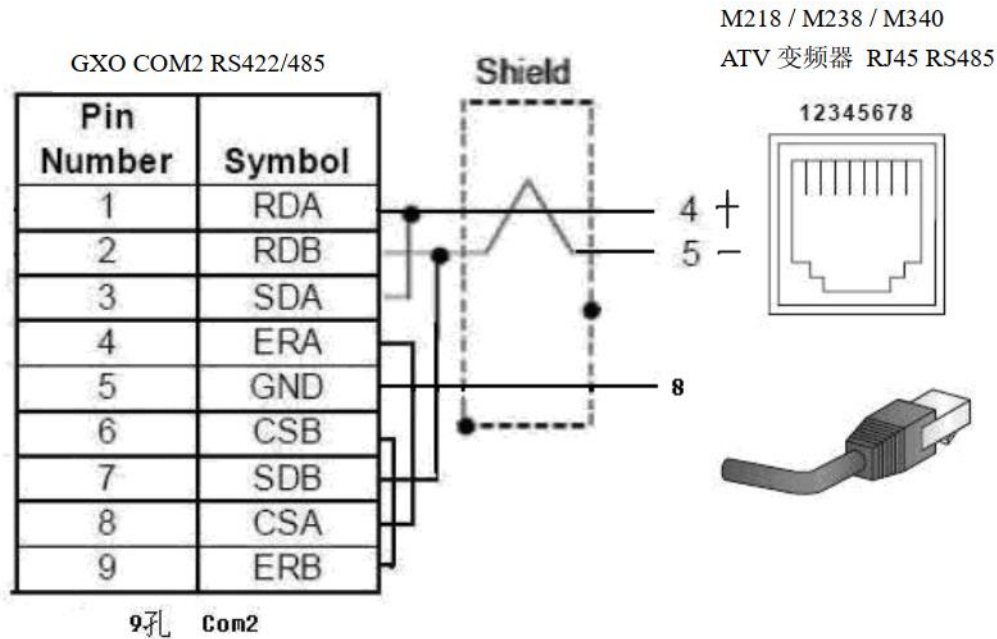 M218 / M238 / M340
GXO COM2 RS422/485
ATV 变频器 RJ45 RS485
Shield
12345678
Pin Number Symbol
1 RDA
2 RDB
3 SDA
4 ERA
5 GND
6 CSB
7 SDB
8 CSA
9 ERB
4 +
5 -
8
9孔 Com2